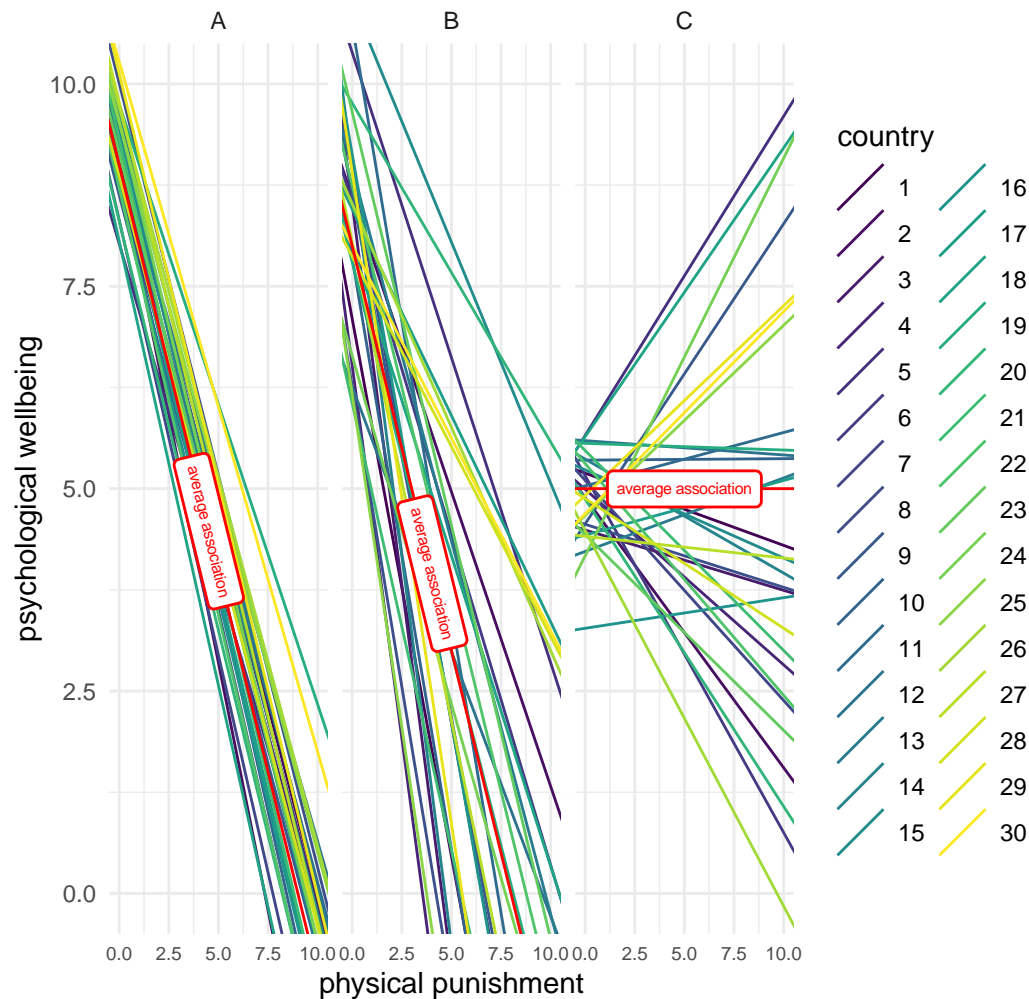 A B C
psychological wellbeing
10.0
7.5
5.0
2.5
0.0
average association
average association
average association
0.0 2.5 5.0 7.5 10.0 0.0 2.5 5.0 7.5 10.0 0.0 2.5 5.0 7.5 10.0
physical punishment
country
1 16
2 17
3 18
4 19
5 20
6 21
7 22
8 23
9 24
10 25
11 26
12 27
13 28
14 29
15 30